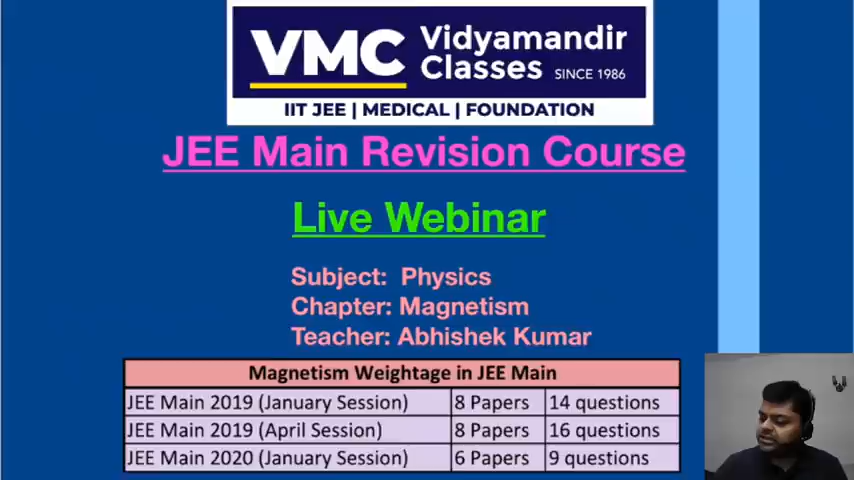 VMC Vidyamandir Classes SINCE 1986
IIT JEE | MEDICAL | FOUNDATION
JEE Main Revision Course
Live Webinar
Subject: Physics
Chapter: Magnetism
Teacher: Abhishek Kumar
Magnetism Weightage in JEE Main
JEE Main 2019 (January Session) 8 Papers 14 questions
JEE Main 2019 (April Session) 8 Papers 16 questions
JEE Main 2020 (January Session) 6 Papers 9 questions